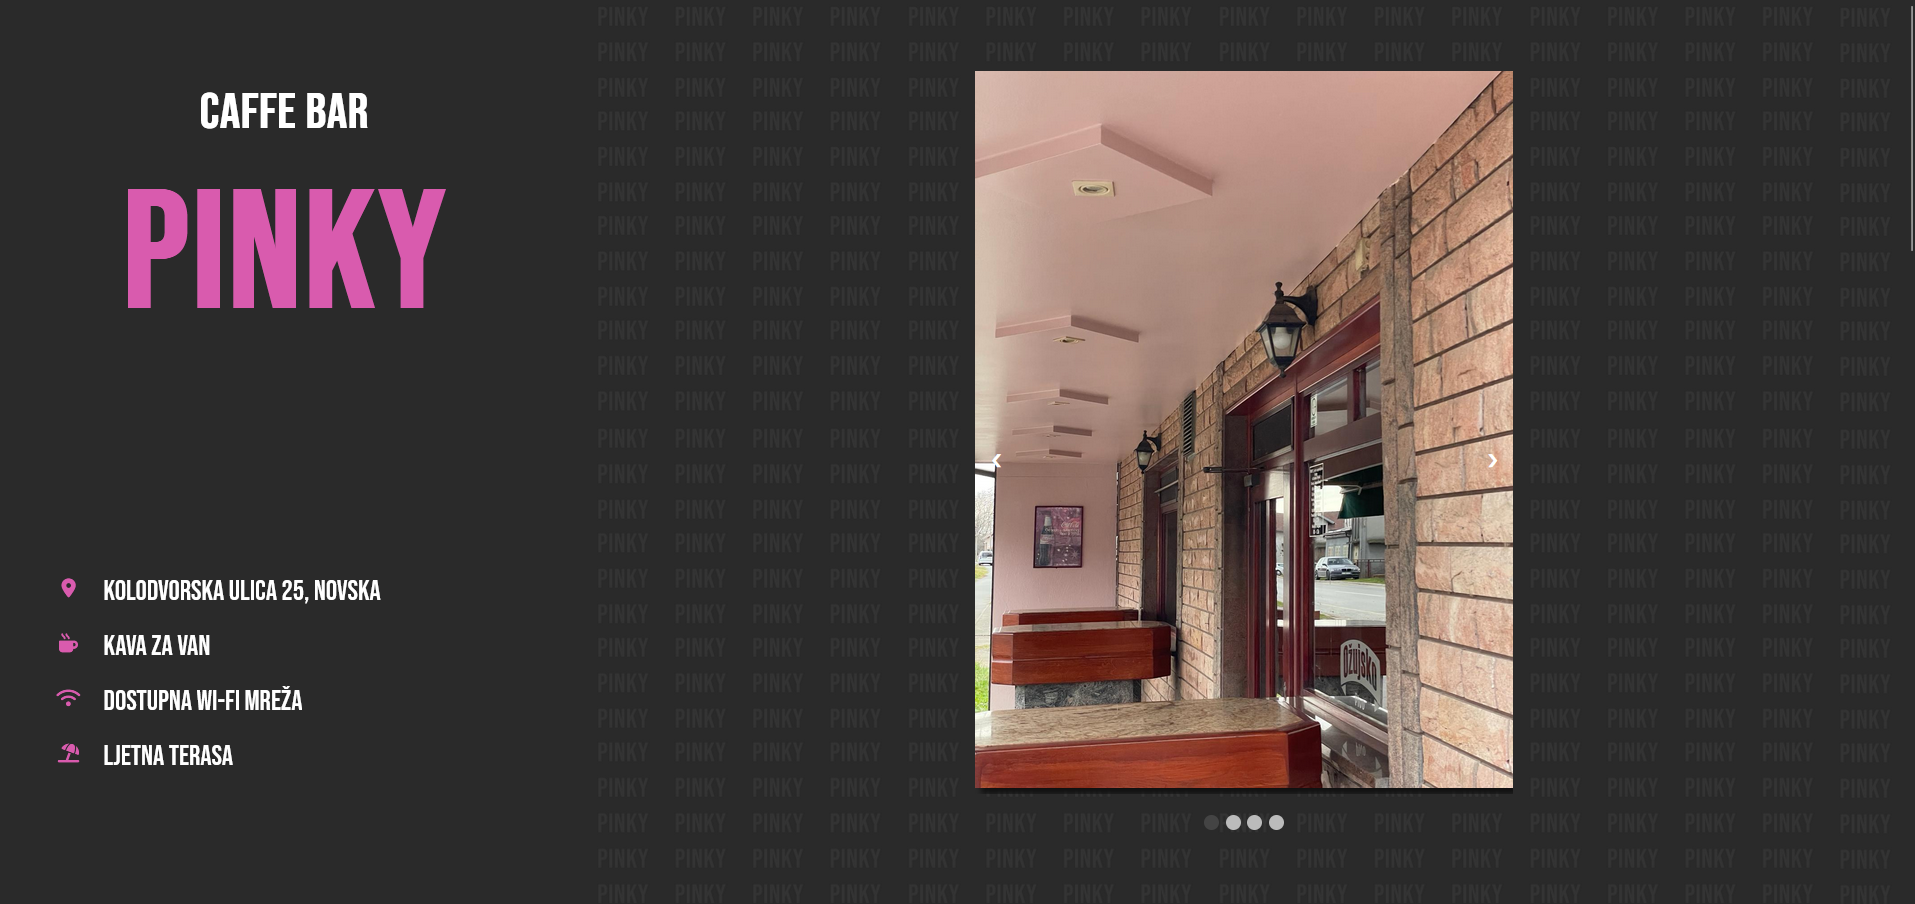 CAFFE BAR
PINKY
KOLODVORSKA ULICA 25, NOVSKA
KAVA ZA VAN
DOSTUPNA WI-FI MREŽA
LJETNA TERASA
Ožujsko